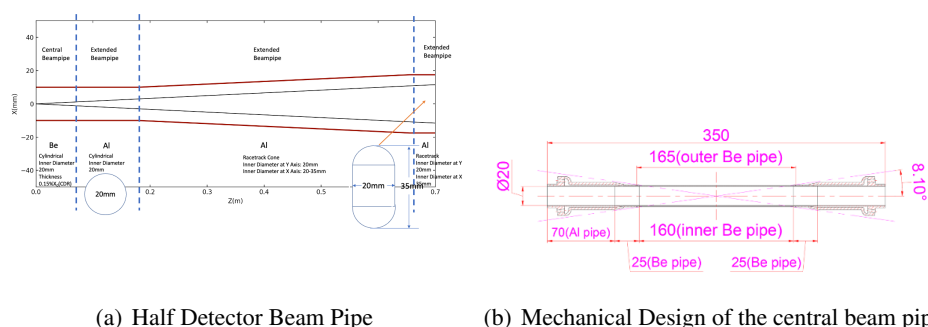 Central
Beampipe
Extended
Beampipe
Extended
Beampipe
Extended
Beampipe
40
20
0
-20
-40
X(mm)
Be
Cylindrical
Inner Diameter
20mm
Thickness
0.15%X₀(CDR)
Al
Cylindrical
Inner Diameter
20mm
20mm
Al
Racetrack Cone
Inner Diameter at Y Axis: 20mm
Inner Diameter at X Axis: 20-35mm
20mm
35mm
Al
Racetrack
Inner Diameter at Y
20mm
Inner Diameter at X
0
0.1
0.2
0.3
0.4
0.5
0.6
0.7
Z(m)
(a) Half Detector Beam Pipe
350
165(outer Be pipe)
Ø20
8.10°
70(Al pipe)
160(inner Be pipe)
25(Be pipe)
25(Be pipe)
(b) Mechanical Design of the central beam pip